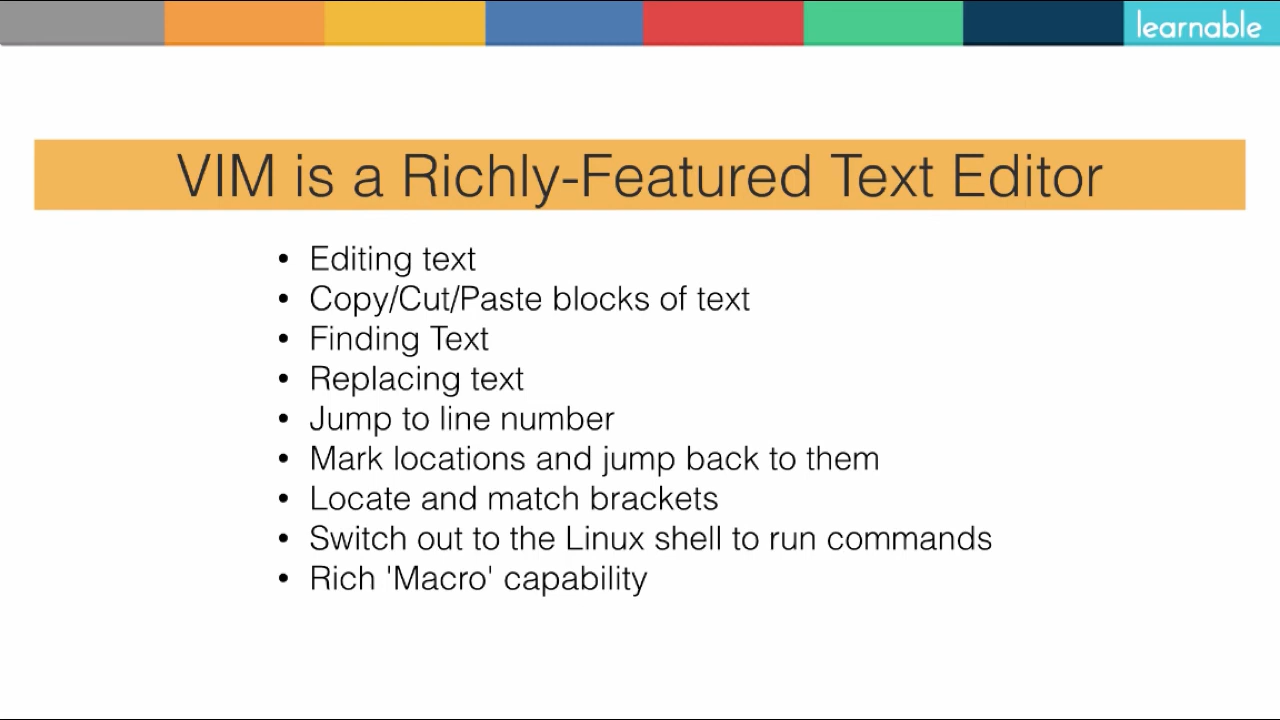 learnable
VIM is a Richly-Featured Text Editor
• Editing text
• Copy/Cut/Paste blocks of text
• Finding Text
• Replacing text
• Jump to line number
• Mark locations and jump back to them
• Locate and match brackets
• Switch out to the Linux shell to run commands
• Rich 'Macro' capability